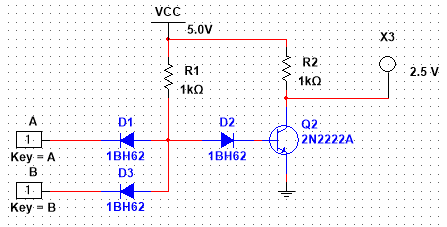 VCC
5.0V
X3
R1
1kΩ
R2
1kΩ
2.5 V
A
1
Key = A
D1
1BH62
D2
1BH62
Q2
2N2222A
B
1
Key = B
D3
1BH62